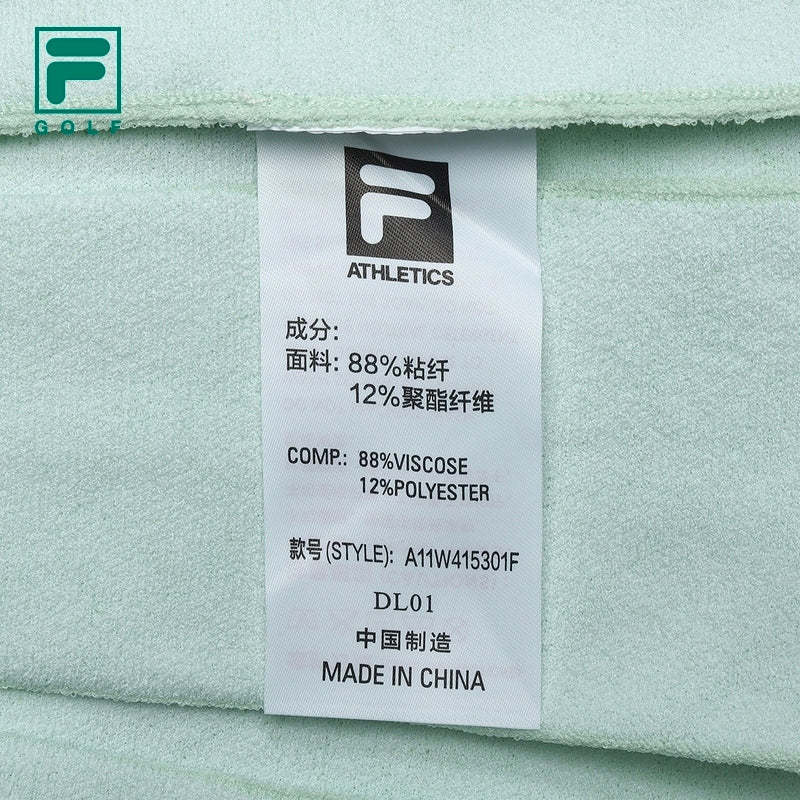 F
GOLF
F
ATHLETICS
成分:
面料: 88%粘纤
12%聚酯纤维
COMP.: 88%VISCOSE
12%POLYESTER
款号(STYLE): A11W415301F
DL01
中国制造
MADE IN CHINA